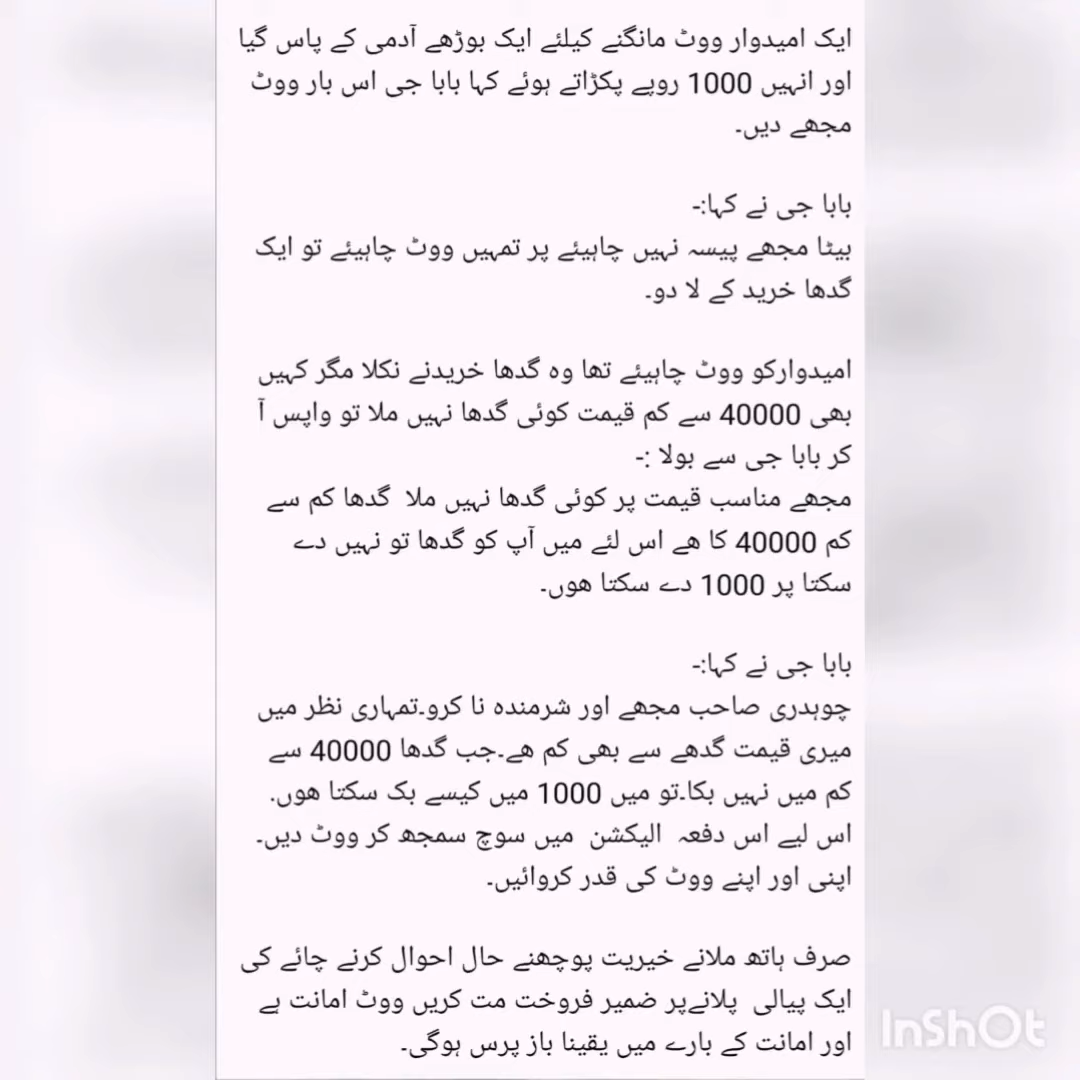 ایک امیدوار ووٹ مانگنے کیلئے ایک بوڑھے آدمی کے پاس گیا
اور انہیں 1000 روپے پکڑاتے ہوئے کہا بابا جی اس بار ووٹ
مجھے دیں۔
بابا جی نے کہا:-
بیٹا مجھے پیسہ نہیں چاہیئے پر تمہیں ووٹ چاہیئے تو ایک
گدھا خرید کے لا دو۔
امیدوارکو ووٹ چاہیئے تھا وہ گدھا خریدنے نکلا مگر کہیں
بھی 40000 سے کم قیمت کوئی گدھا نہیں ملا تو واپس آ
کر بابا جی سے بولا :-
مجھے مناسب قیمت پر کوئی گدھا نہیں ملا گدھا کم سے
کم 40000 کا ھے اس لئے میں آپ کو گدھا تو نہیں دے
سکتا پر 1000 دے سکتا ھوں۔
بابا جی نے کہا:-
چوہدری صاحب مجھے اور شرمندہ نا کرو۔تمہاری نظر میں
میری قیمت گدھے سے بھی کم ھے۔جب گدھا 40000 سے
کم میں نہیں بکا۔تو میں 1000 میں کیسے بک سکتا ھوں.
اس لیے اس دفعہ الیکشن میں سوچ سمجھ کر ووٹ دیں۔
اپنی اور اپنے ووٹ کی قدر کروائیں۔
صرف ہاتھ ملانے خیریت پوچھنے حال احوال کرنے چائے کی
ایک پیالی پلانےپر ضمیر فروخت مت کریں ووٹ امانت ہے
اور امانت کے بارے میں یقینا باز پرس ہوگی۔
InShOt